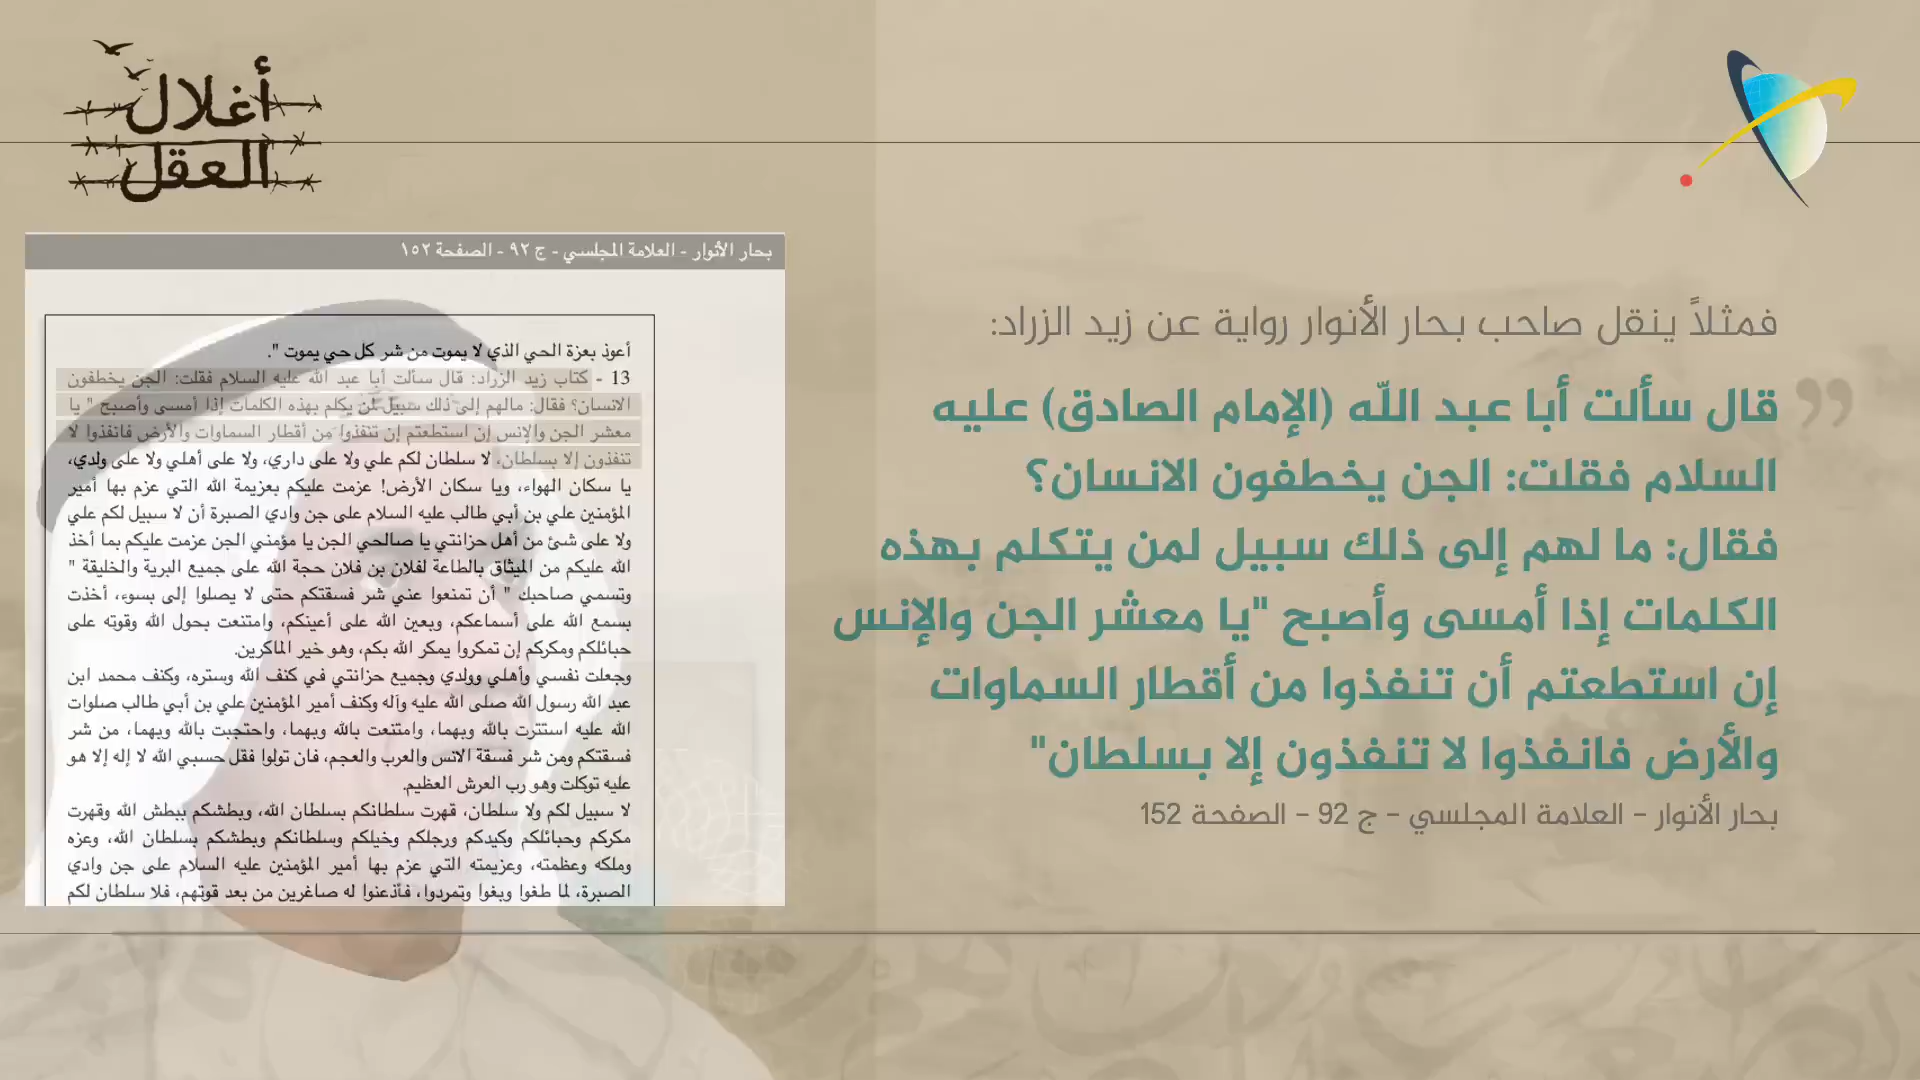 أغلال
العقل
بحار الأنوار - العلامة المجلسي - ج ٩٢ - الصفحة ١٥٢
أعوذ بعزة الحي الذي لا يموت من شر كل حي يموت ".
13 - كتاب زيد الزراد: قال سألت أبا عبد الله عليه السلام فقلت: الجن يخطفون
الانسان؟ فقال: مالهم إلى ذلك سبيل لمن يكلم بهذه الكلمات إذا أمسى وأصبح " يا
معشر الجن والإنس إن استطعتم إن تنفذوا من أقطار السماوات والأرض فانفذوا لا
تنفذون إلا بسلطان، لا سلطان لكم علي ولا على داري، ولا على أهلي ولا على ولدي،
يا سكان الهواء، ويا سكان الأرض! عزمت عليكم بعزيمة الله التي عزم بها أمير
المؤمنين علي بن أبي طالب عليه السلام على جن وادي الصبرة أن لا سبيل لكم علي
ولا على شئ من أهل حزانتي يا صالحي الجن يا مؤمني الجن عزمت عليكم بما أخذ
الله عليكم من الميثاق بالطاعة لفلان بن فلان حجة الله على جميع البرية والخليقة "
وتسمي صاحبك " أن تمنعوا عني شر فسقتكم حتى لا يصلوا إلى بسوء، أخذت
بسمع الله على أسماعكم، وبعين الله على أعينكم، وامتنعت بحول الله وقوته على
حبائلكم ومكركم إن تمكروا يمكر الله بكم، وهو خير الماكرين.
وجعلت نفسي وأهلي وولدي وجميع حزانتي في كنف الله وستره، وكنف محمد ابن
عبد الله رسول الله صلى الله عليه وآله وكنف أمير المؤمنين علي بن أبي طالب صلوات
الله عليه استترت بالله وبهما، وامتنعت بالله وبهما، واحتجبت بالله وبهما، من شر
فسقتكم ومن شر فسقة الانس والعرب والعجم، فان تولوا فقل حسبي الله لا إله إلا هو
عليه توكلت وهو رب العرش العظيم.
لا سبيل لكم ولا سلطان، قهرت سلطانكم بسلطان الله، وبطشكم ببطش الله وقهرت
مكركم وحبائلكم وكيدكم ورجلكم وخيلكم وسلطانكم وبطشكم بسلطان الله، وعزه
وملكه وعظمته، وعزيمته التي عزم بها أمير المؤمنين عليه السلام على جن وادي
الصبرة، لما طغوا وبغوا وتمردوا، فأذعنوا له صاغرين من بعد قوتهم، فلا سلطان لكم
فمثلاً ينقل صاحب بحار الأنوار رواية عن زيد الزراد:
قال سألت أبا عبد اللّه (الإمام الصادق) عليه
السلام فقلت: الجن يخطفون الانسان؟
فقال: ما لهم إلى ذلك سبيل لمن يتكلم بهذه
الكلمات إذا أمسى وأصبح "يا معشر الجن والإنس
إن استطعتم أن تنفذوا من أقطار السماوات
والأرض فانفذوا لا تنفذون إلا بسلطان"
بحار الأنوار - العلامة المجلسي - ج 92 - الصفحة 152